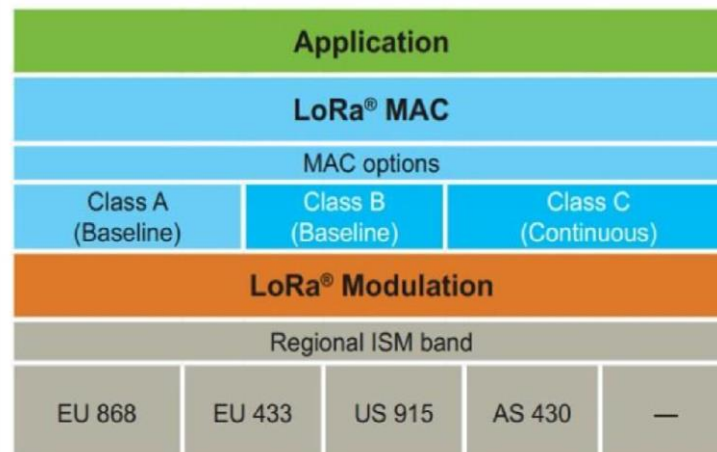 Application
LoRa® MAC
MAC options
Class A
(Baseline)
Class B
(Baseline)
Class C
(Continuous)
LoRa® Modulation
Regional ISM band
EU 868
EU 433
US 915
AS 430
—